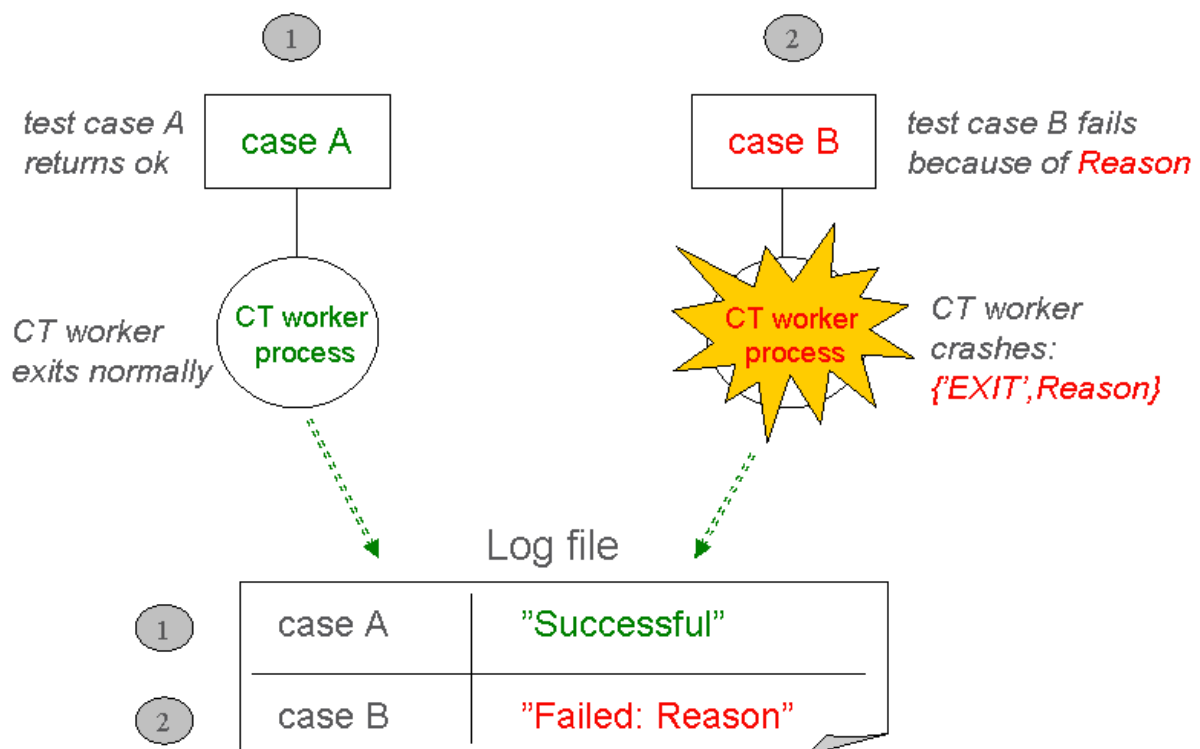 1
2
test case A
returns ok
case A
case B
test case B fails
because of Reason
CT worker
exits normally
CT worker
process
CT worker
process
CT worker
crashes:
{'EXIT',Reason}
Log file
1
case A
”Successful”
2
case B
”Failed: Reason”